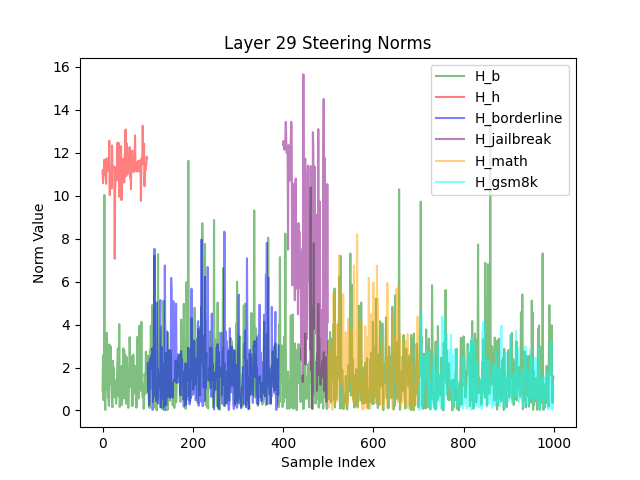 Layer 29 Steering Norms
16
14
12
10
8
6
4
2
0
Norm Value
H_b
H_h
H_borderline
H_jailbreak
H_math
H_gsm8k
0
200
400
600
800
1000
Sample Index